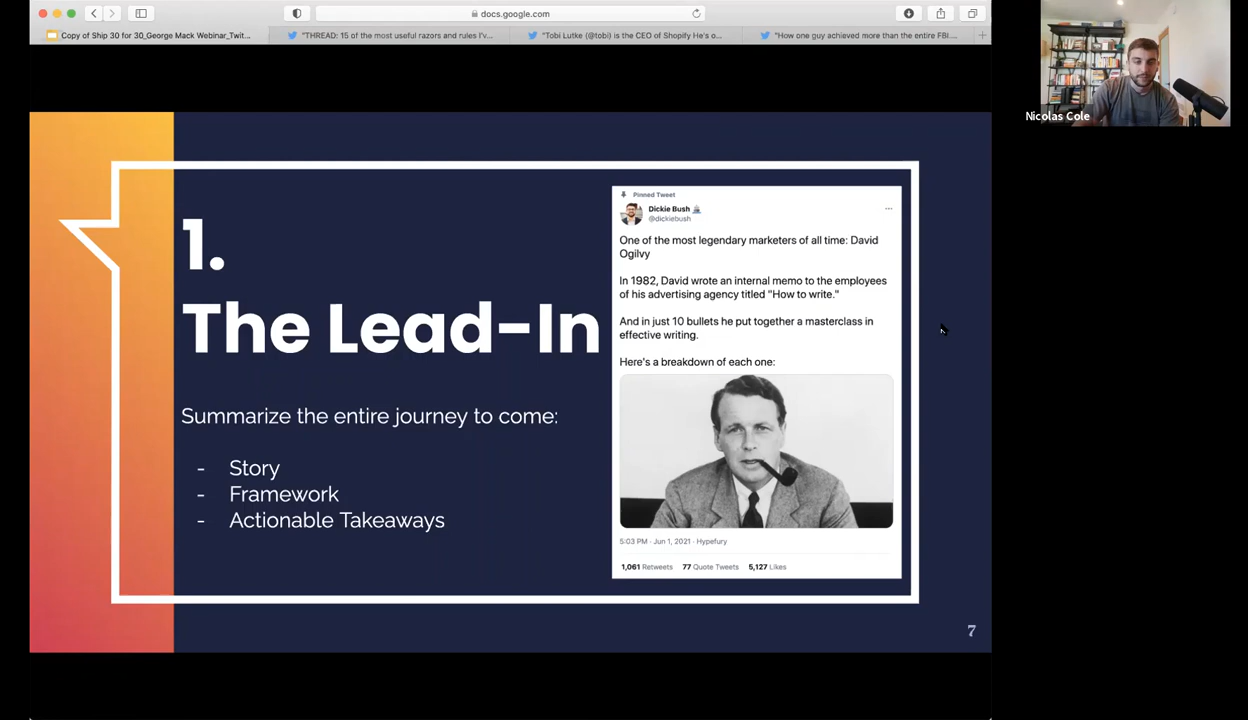 docs.google.com
Copy of Ship 30 for 30_George Mack Webinar_Twit...
"THREAD: 15 of the most useful razors and rules I'v...
"Tobi Lutke (@tobi) is the CEO of Shopify He's o...
"How one guy achieved more than the entire FBI...
Nicolas Cole
1.
The Lead-In
Summarize the entire journey to come:
- Story
- Framework
- Actionable Takeaways
Pinned Tweet
Dickie Bush
@dickiebush
One of the most legendary marketers of all time: David
Ogilvy
In 1982, David wrote an internal memo to the employees
of his advertising agency titled "How to write."
And in just 10 bullets he put together a masterclass in
effective writing.
Here's a breakdown of each one:
5:03 PM · Jun 1, 2021 · Hypefury
1,061 Retweets 77 Quote Tweets 5,127 Likes
7